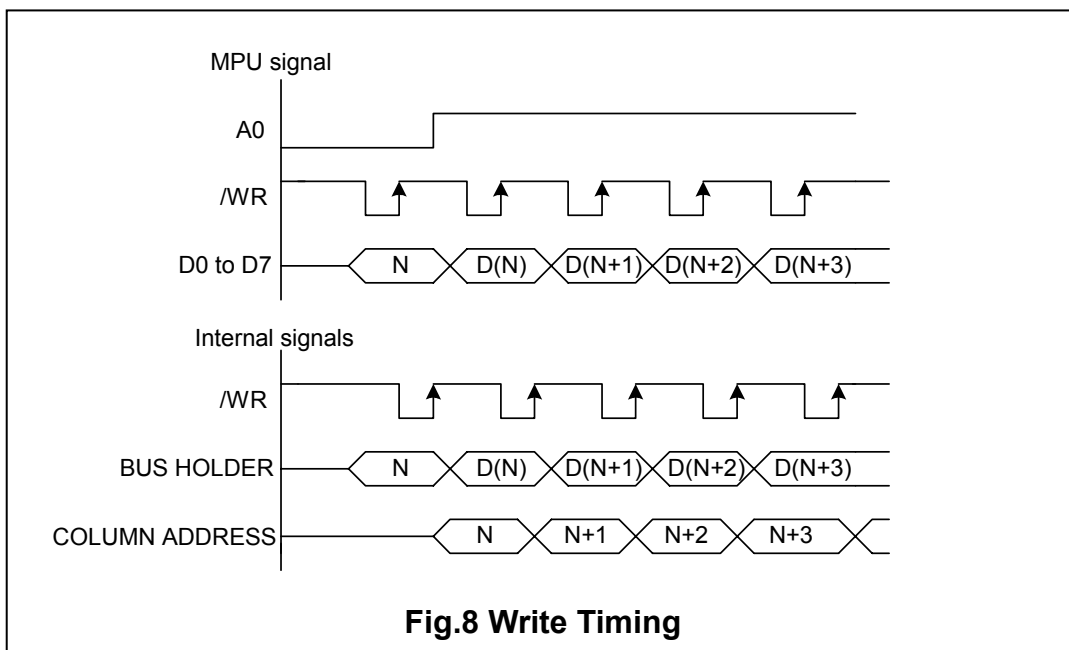 MPU signal
A0
/WR
D0 to D7 N D(N) D(N+1) D(N+2) D(N+3)
Internal signals
/WR
BUS HOLDER N D(N) D(N+1) D(N+2) D(N+3)
COLUMN ADDRESS N N+1 N+2 N+3
Fig.8 Write Timing